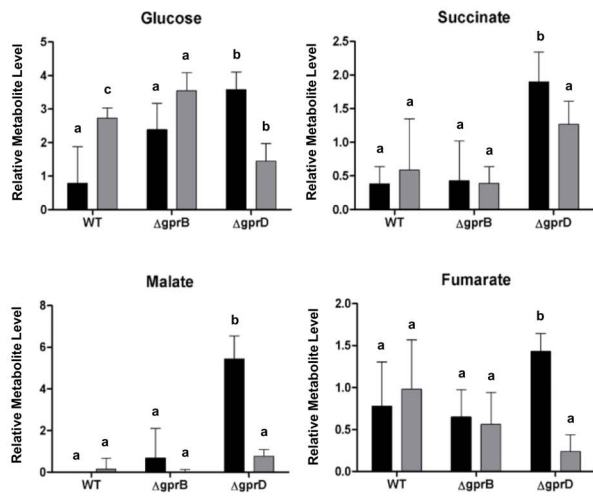 Glucose
Relative Metabolite Level
5
4
3
2
1
0
a
c
a
a
b
b
WT
ΔgprB
ΔgprD
Succinate
Relative Metabolite Level
2.5
2.0
1.5
1.0
0.5
0.0
a
a
a
a
b
a
WT
ΔgprB
ΔgprD
Malate
Relative Metabolite Level
8
6
4
2
0
a
a
a
a
b
a
WT
ΔgprB
ΔgprD
Fumarate
Relative Metabolite Level
2.0
1.5
1.0
0.5
0.0
a
a
a
a
b
a
WT
ΔgprB
ΔgprD